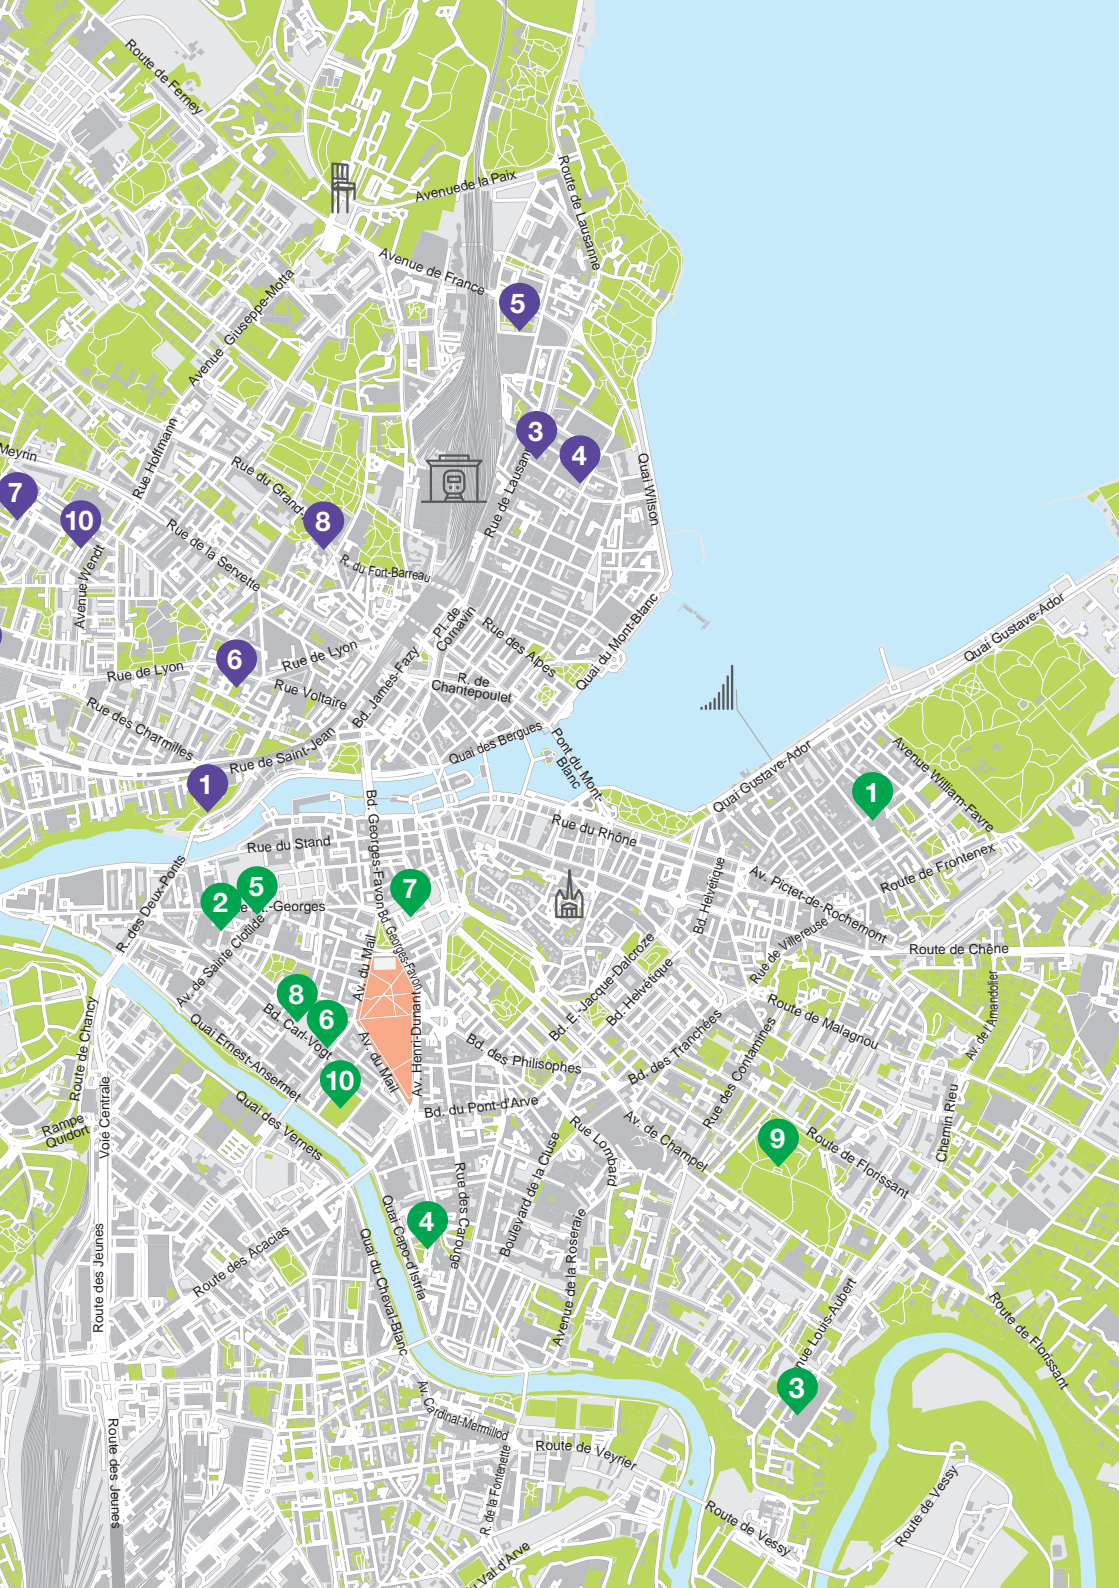 Route de Ferney
Avenuede la Paix
Route de Lausanne
Avenue de France
Avenue Giuseppe-Motta
5
3
4
Meyrin
Rue Hoffmann
Rue du Grand-
Rue de Lausan
Quai Wilson
7
10
8
Rue de la Servette
R. du Fort-Barreau
Avenue Wendt
Pl. de
Cornavin
Rue des Alpes
Quai du Mont-Blanc
Quai Gustave-Ador
6
Rue de Lyon
Rue de Lyon
Rue Voltaire
Bd. James-Fazy
R. de
Chantepoulet
Rue des Charmilles
Rue de Saint-Jean
Quai des Bergues
Pont du Mont-
Blanc
Quai Gustave-Ador
Avenue William-Favre
1
1
Bd. Georges-Favon
Rue du Stand
Rue du Rhône
Route de Frontenex
R. des Deux-Ponts
2
5
-Georges
7
Bd. Georges-Favon
Bd. Helvétique
Av. Pictet-de-Rochemont
Route de Chêne
Av. de Sainte Clotilde
Av. du Mail
Rue de Villereuse
Bd. E. Jacque-Dalcroze
Bd. Helvétique
8
6
Bd. Carl-Vogt
Av. du Mail
Av. Henri-Dunant
Route de Malagnou
Av. de l'Amandolier
Route de Chancy
Quai Ernest-Ansermet
Bd. des Philisophes
Bd. des Tranchées
Rue des Contamines
10
Quai des Vernets
Bd. du Pont-d'Arve
Rampe
Quidort
Voie Centrale
Rue Lombard
Av. de Champel
9
Route de Florissant
Chemin Rieu
Boulevard de la Cluse
Rue des Carouge
4
Quai Capo-d'Istria
Quai du Cheval-Blanc
Route des Acacias
Route des Jeunes
Avenue de la Roseraie
nue Louis-Aubert
Route de Florissant
3
Av. Cardinal-Mermillod
Route de Veyrier
R. de la Fontenette
Route des Jeunes
Route de Vessy
Route de Vessy
Val-d'Arve